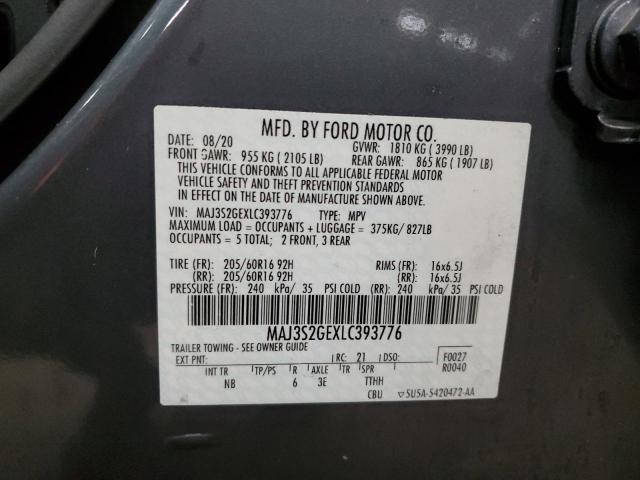 MFD. BY FORD MOTOR CO.
DATE: 08/20 GVWR: 1810 KG ( 3990 LB)
FRONT GAWR: 955 KG ( 2105 LB) REAR GAWR: 865 KG ( 1907 LB)
THIS VEHICLE CONFORMS TO ALL APPLICABLE FEDERAL MOTOR
VEHICLE SAFETY AND THEFT PREVENTION STANDARDS
IN EFFECT ON THE DATE OF MANUFACTURE SHOWN ABOVE.
VIN: MAJ3S2GEXLC393776 TYPE: MPV
MAXIMUM LOAD = OCCUPANTS + LUGGAGE = 375KG/ 827LB
OCCUPANTS = 5 TOTAL; 2 FRONT, 3 REAR
TIRE (FR): 205/60R16 92H RIMS (FR): 16x6.5J
(RR): 205/60R16 92H (RR): 16x6.5J
PRESSURE (FR): 240 kPa/ 35 PSI COLD (RR): 240 kPa/ 35 PSI COLD
MAJ3S2GEXLC393776
TRAILER TOWING - SEE OWNER GUIDE
EXT PNT: RC: 21 DSO: F0027
R0040
INT TR TP/PS R AXLE TR SPR
NB 6 3E TTHH
CBU 5U5A-5420472-AA